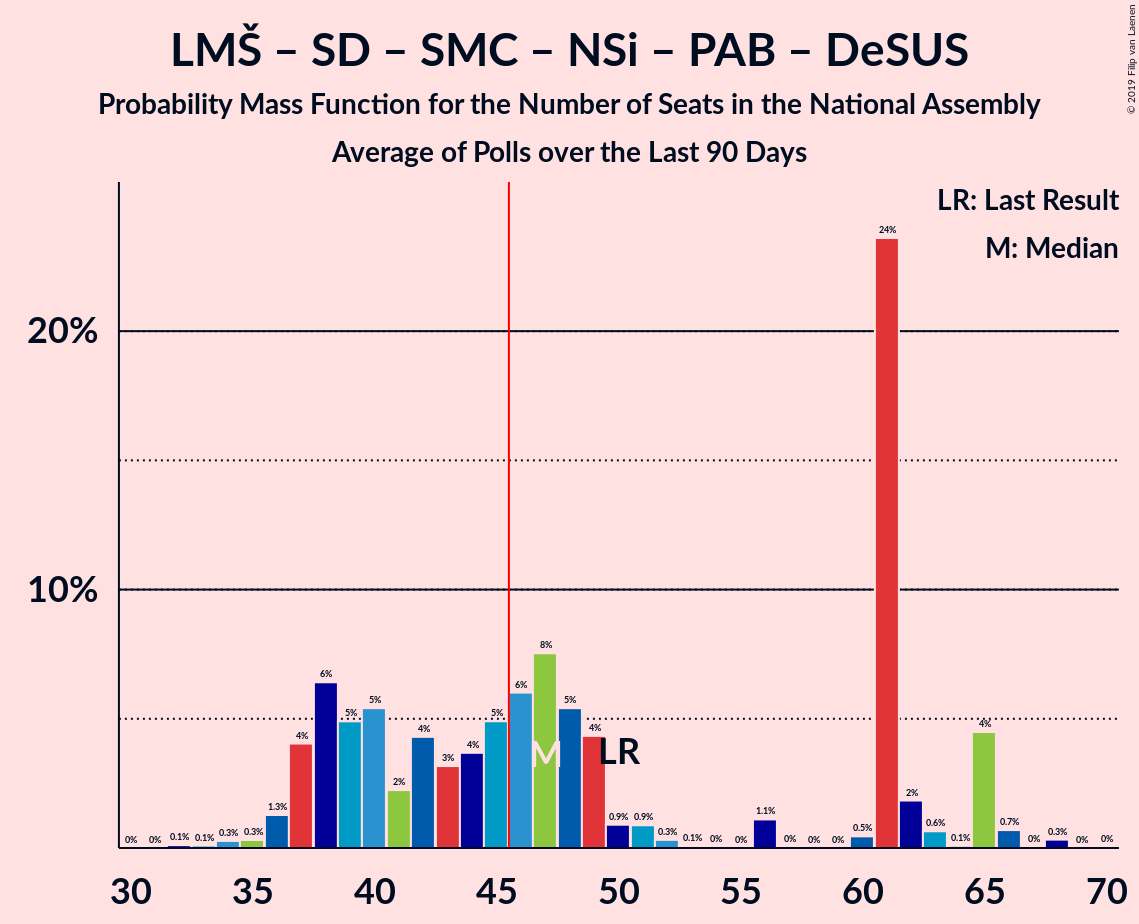 LMŠ – SD – SMC – NSi – PAB – DeSUS
Probability Mass Function for the Number of Seats in the National Assembly
Average of Polls over the Last 90 Days
© 2019 Filip van Laenen
LR: Last Result
M: Median
20%
10%
0% 0% 0.1% 0.1% 0.3% 0.3% 1.3% 4% 6% 5% 5% 2% 4% 3% 4% 5% 6% 8% 5% 4% 0.9% 0.9% 0.3% 0.1% 0% 0% 1.1% 0% 0% 0% 0.5% 24% 2% 0.6% 0.1% 4% 0.7% 0% 0.3% 0% 0%
M LR
30 35 40 45 50 55 60 65 70